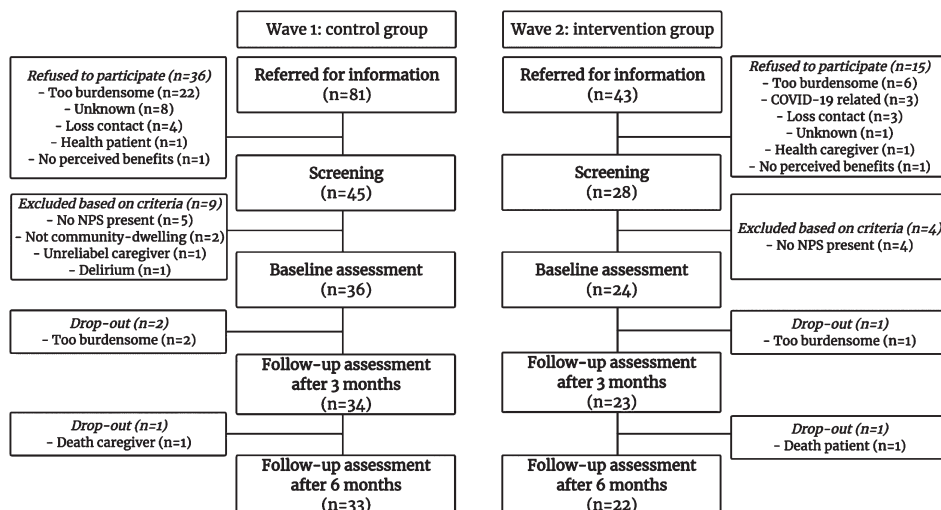 Wave 1: control group
Wave 2: intervention group
Refused to participate (n=36)
- Too burdensome (n=22)
- Unknown (n=8)
- Loss contact (n=4)
- Health patient (n=1)
- No perceived benefits (n=1)
Referred for information
(n=81)
Referred for information
(n=43)
Refused to participate (n=15)
- Too burdensome (n=6)
- COVID-19 related (n=3)
- Loss contact (n=3)
- Unknown (n=1)
- Health caregiver (n=1)
- No perceived benefits (n=1)
Screening
(n=45)
Screening
(n=28)
Excluded based on criteria (n=9)
- No NPS present (n=5)
- Not community-dwelling (n=2)
- Unreliabel caregiver (n=1)
- Delirium (n=1)
Excluded based on criteria (n=4)
- No NPS present (n=4)
Baseline assessment
(n=36)
Baseline assessment
(n=24)
Drop-out (n=2)
- Too burdensome (n=2)
Drop-out (n=1)
- Too burdensome (n=1)
Follow-up assessment
after 3 months
(n=34)
Follow-up assessment
after 3 months
(n=23)
Drop-out (n=1)
- Death caregiver (n=1)
Drop-out (n=1)
- Death patient (n=1)
Follow-up assessment
after 6 months
(n=33)
Follow-up assessment
after 6 months
(n=22)